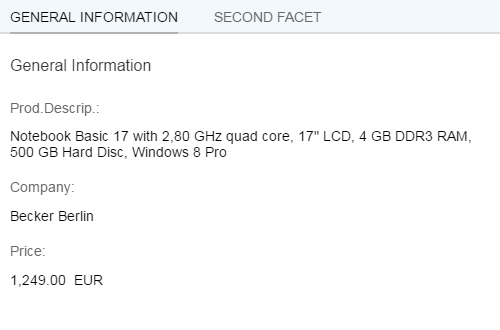 GENERAL INFORMATION SECOND FACET
General Information
Prod.Descrip.:
Notebook Basic 17 with 2,80 GHz quad core, 17" LCD, 4 GB DDR3 RAM,
500 GB Hard Disc, Windows 8 Pro
Company:
Becker Berlin
Price:
1,249.00 EUR